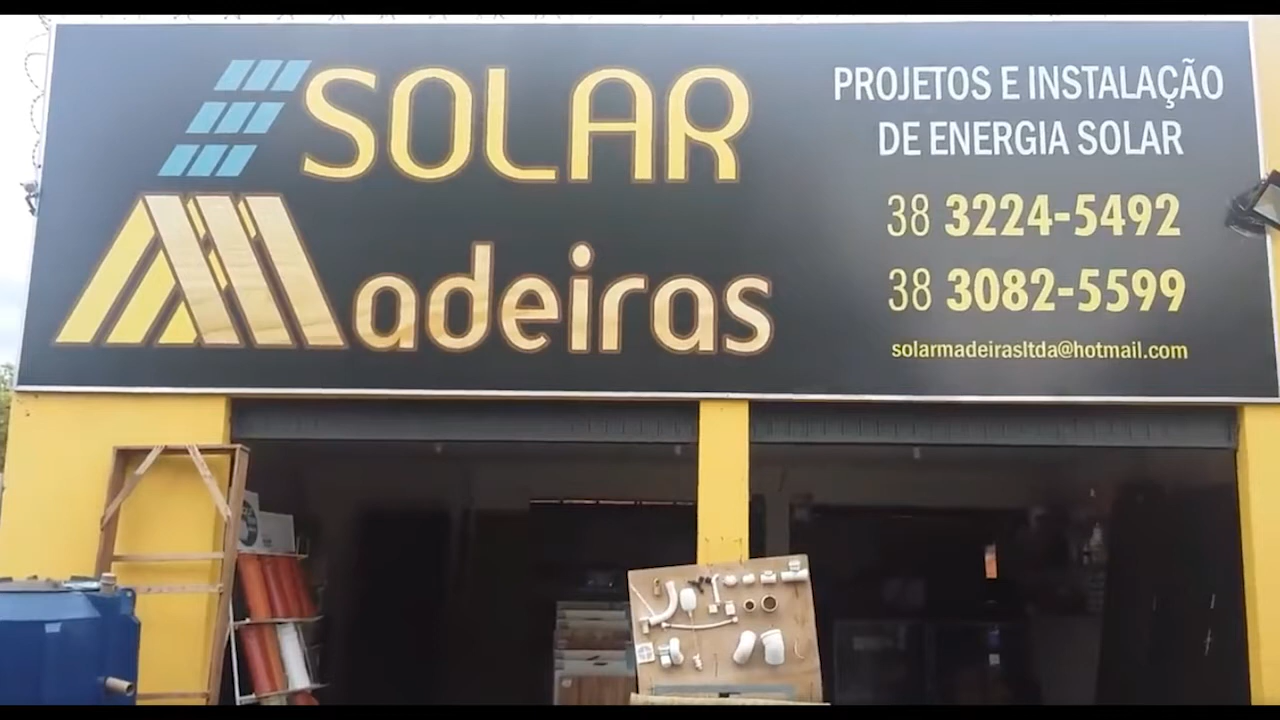 SOLAR
Madeiras
PROJETOS E INSTALAÇÃO
DE ENERGIA SOLAR
38 3224-5492
38 3082-5599
solarmadeirasltda@hotmail.com